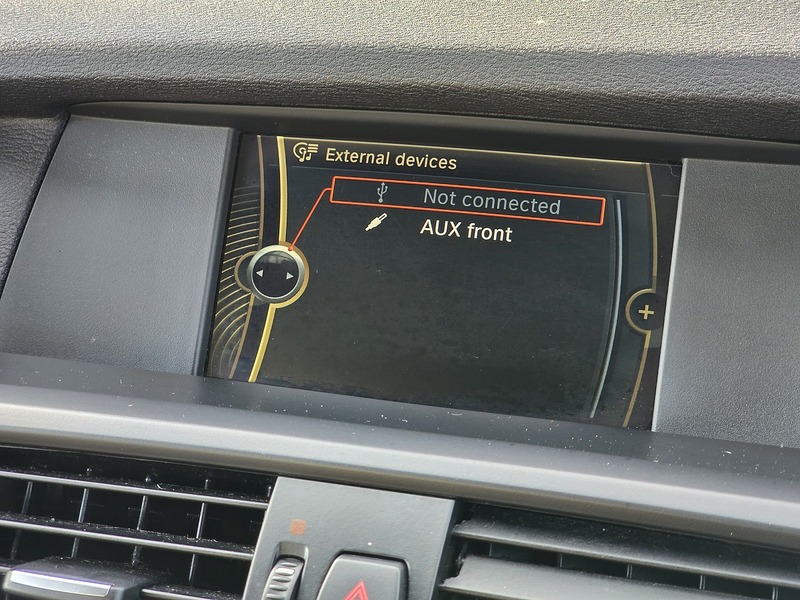 External devices
Not connected
AUX front